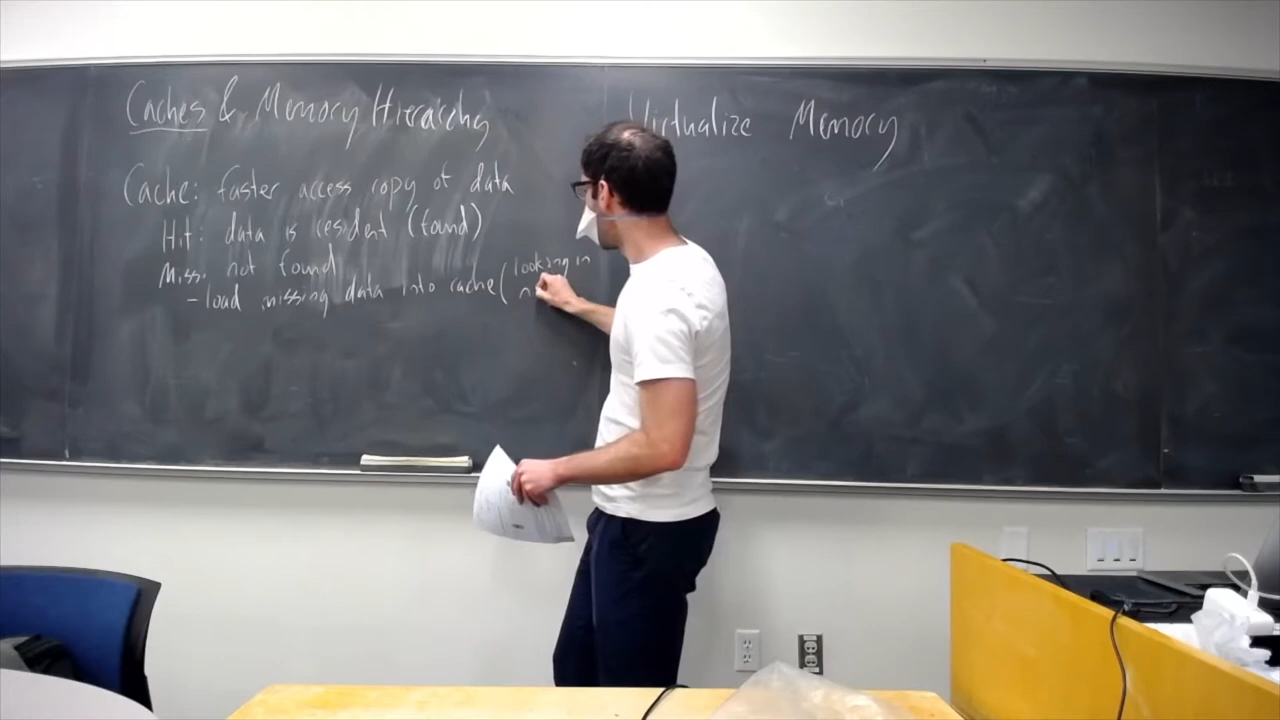 Caches & Memory Hierarchy
Cache: faster access copy of data
Hit: data is resident (found)
Miss: not found
- load missing data into cache (looking in
Virtualize Memory